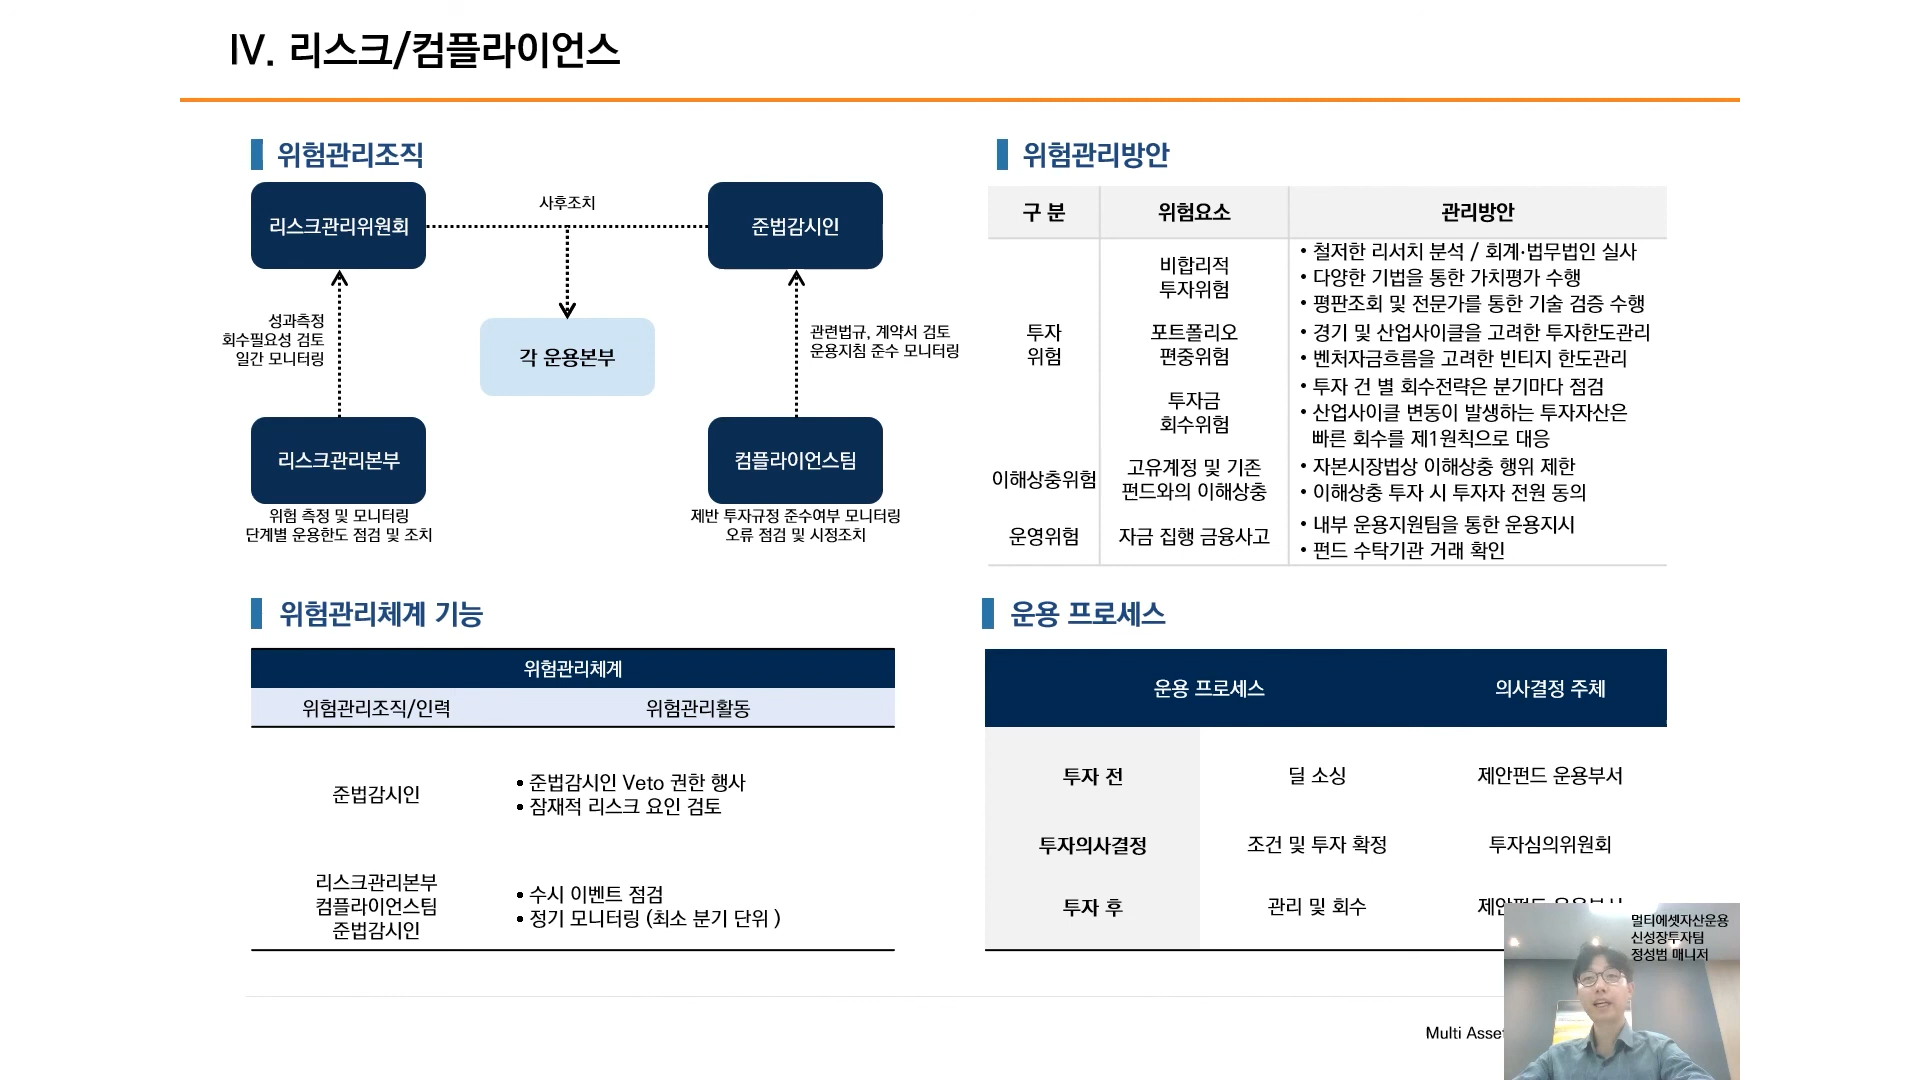 IV. 리스크/컴플라이언스
위험관리조직
리스크관리위원회
사후조치
준법감시인
성과측정
회수필요성 검토
일간 모니터링
각 운용본부
관련법규, 계약서 검토
운용지침 준수 모니터링
리스크관리본부
컴플라이언스팀
위험 측정 및 모니터링
단계별 운용한도 점검 및 조치
제반 투자규정 준수여부 모니터링
오류 점검 및 시정조치
위험관리방안
구 분 위험요소 관리방안
투자
위험
비합리적
투자위험
• 철저한 리서치 분석 / 회계·법무법인 실사
• 다양한 기법을 통한 가치평가 수행
• 평판조회 및 전문가를 통한 기술 검증 수행
포트폴리오
편중위험
• 경기 및 산업사이클을 고려한 투자한도관리
• 벤처자금흐름을 고려한 빈티지 한도관리
투자금
회수위험
• 투자 건 별 회수전략은 분기마다 점검
• 산업사이클 변동이 발생하는 투자자산은
빠른 회수를 제1원칙으로 대응
이해상충위험
고유계정 및 기존
펀드와의 이해상충
• 자본시장법상 이해상충 행위 제한
• 이해상충 투자 시 투자자 전원 동의
운영위험
자금 집행 금융사고
• 내부 운용지원팀을 통한 운용지시
• 펀드 수탁기관 거래 확인
위험관리체계 기능
위험관리체계
위험관리조직/인력 위험관리활동
준법감시인
• 준법감시인 Veto 권한 행사
• 잠재적 리스크 요인 검토
리스크관리본부
컴플라이언스팀
준법감시인
• 수시 이벤트 점검
• 정기 모니터링 (최소 분기 단위 )
운용 프로세스
운용 프로세스 의사결정 주체
투자 전 딜 소싱 제안펀드 운용부서
투자의사결정 조건 및 투자 확정 투자심의위원회
투자 후 관리 및 회수
멀티에셋자산운용
신성장투자팀
정성범 매니저
Multi